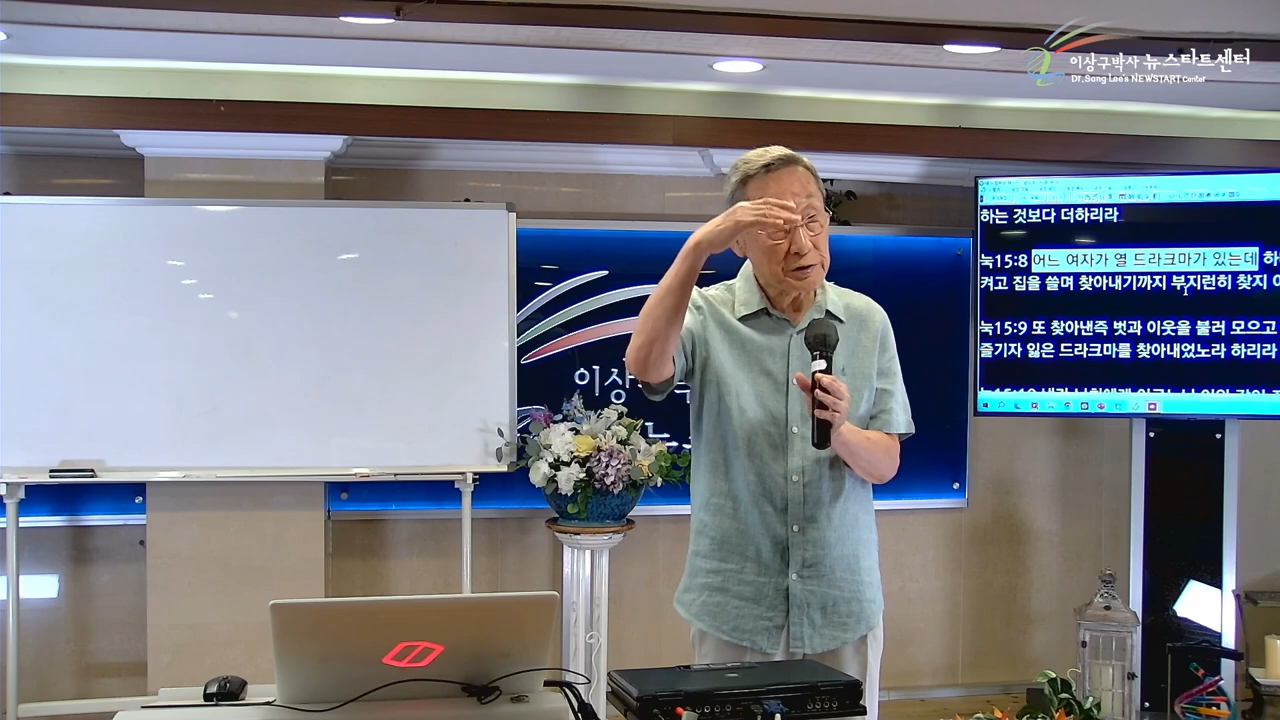 이상구박사 뉴스타트센터
Dr. Sang Lee's NEWSTART Center
하는 것보다 더하리라
눅15:8 어느 여자가 열 드라크마가 있는데 하
켜고 집을 쓸며 찾아내기까지 부지런히 찾지 아
눅15:9 또 찾아낸즉 벗과 이웃을 불러 모으고
즐기자 잃은 드라크마를 찾아내었노라 하리라
이상